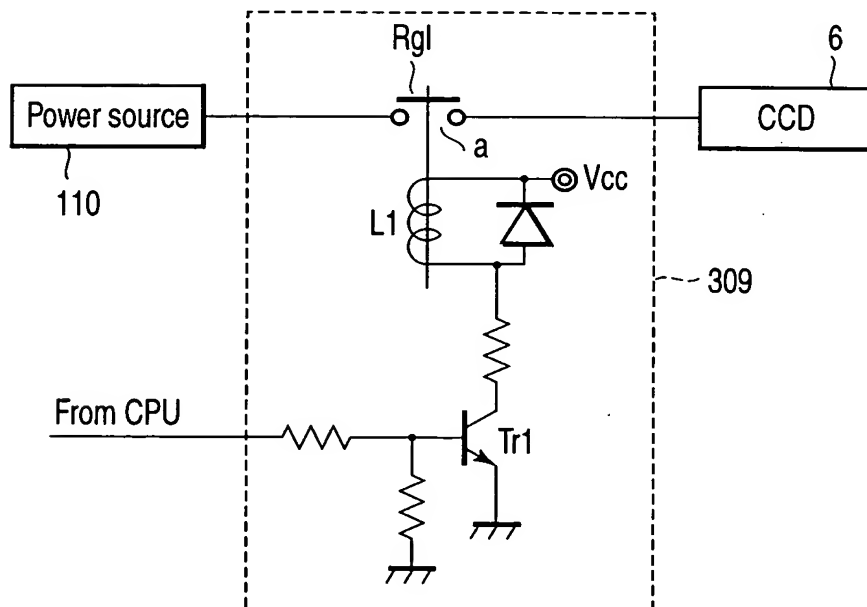 Rgl
6
Power source
a
CCD
110
Vcc
L1
309
From CPU
Tr1